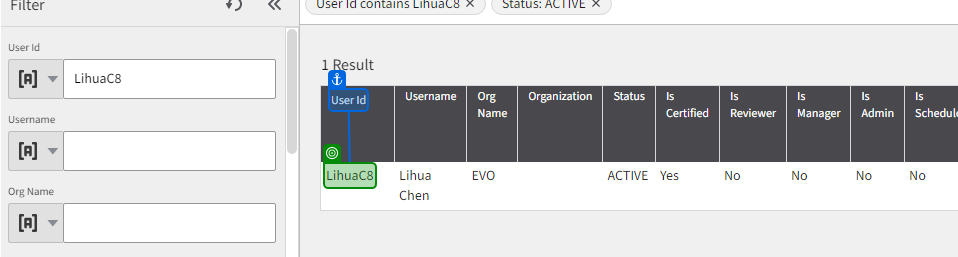 Filter
User Id contains LihuaC8 ✕
Status: ACTIVE ✕
User Id
[A] LihuaC8
Username
[A]
Org Name
[A]
1 Result
User Id Username Org Name Organization Status Is Certified Is Reviewer Is Manager Is Admin Is Schedule
LihuaC8 Lihua Chen EVO ACTIVE Yes No No No No